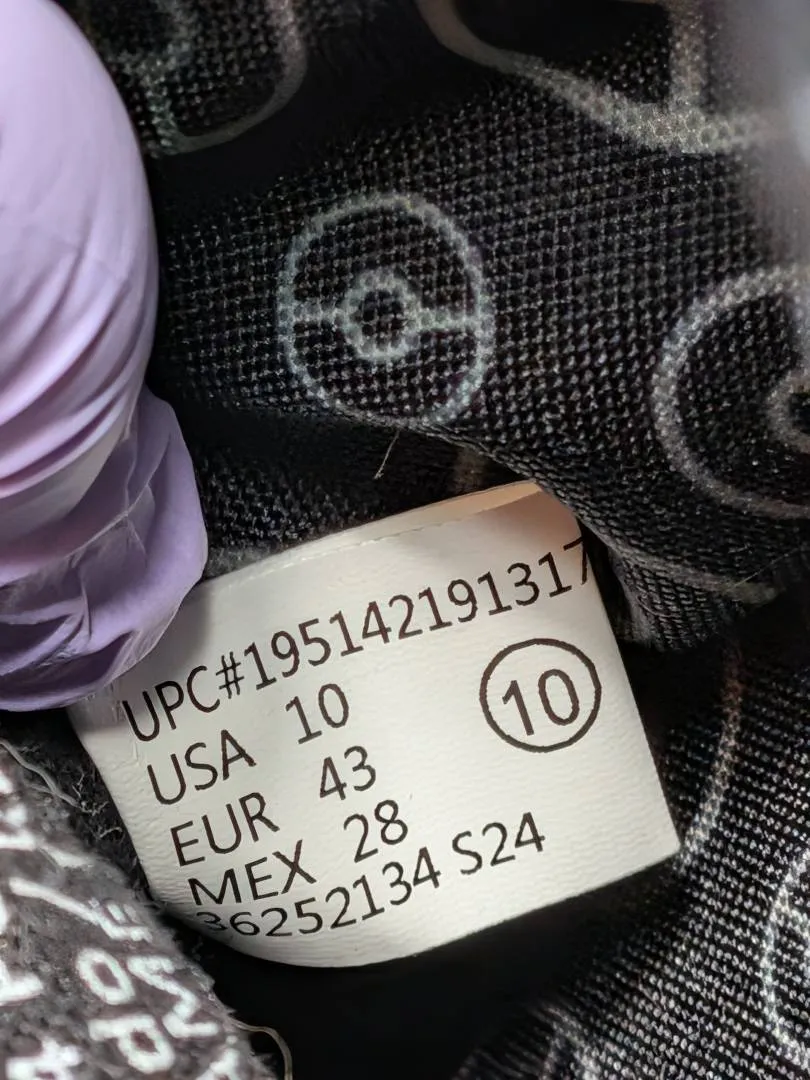 UPC#195142191317
USA 10
10
EUR 43
MEX 28
36252134 S24